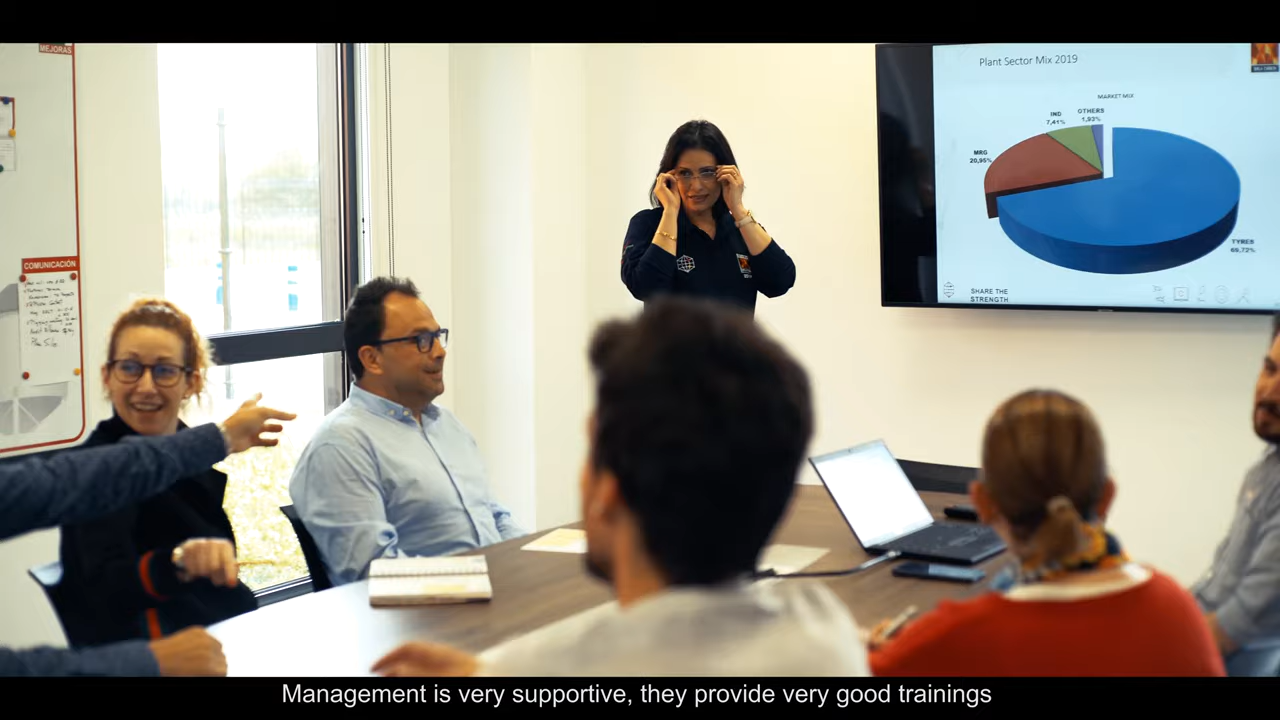 MEJORAS
Plant Sector Mix 2019
MARKET MIX
IND
7,41%
OTHERS
1,93%
MRG
20,95%
TYRES
69,72%
COMUNICACIÓN
SHARE THE
STRENGTH
Management is very supportive, they provide very good trainings